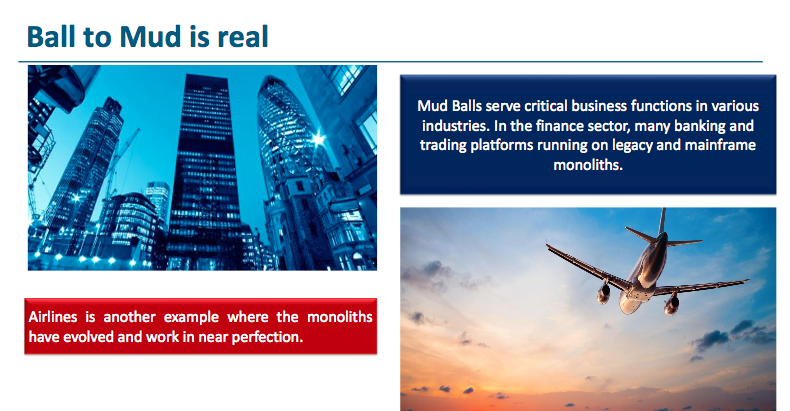 Ball to Mud is real
Mud Balls serve critical business functions in various
industries. In the finance sector, many banking and
trading platforms running on legacy and mainframe
monoliths.
Airlines is another example where the monoliths
have evolved and work in near perfection.